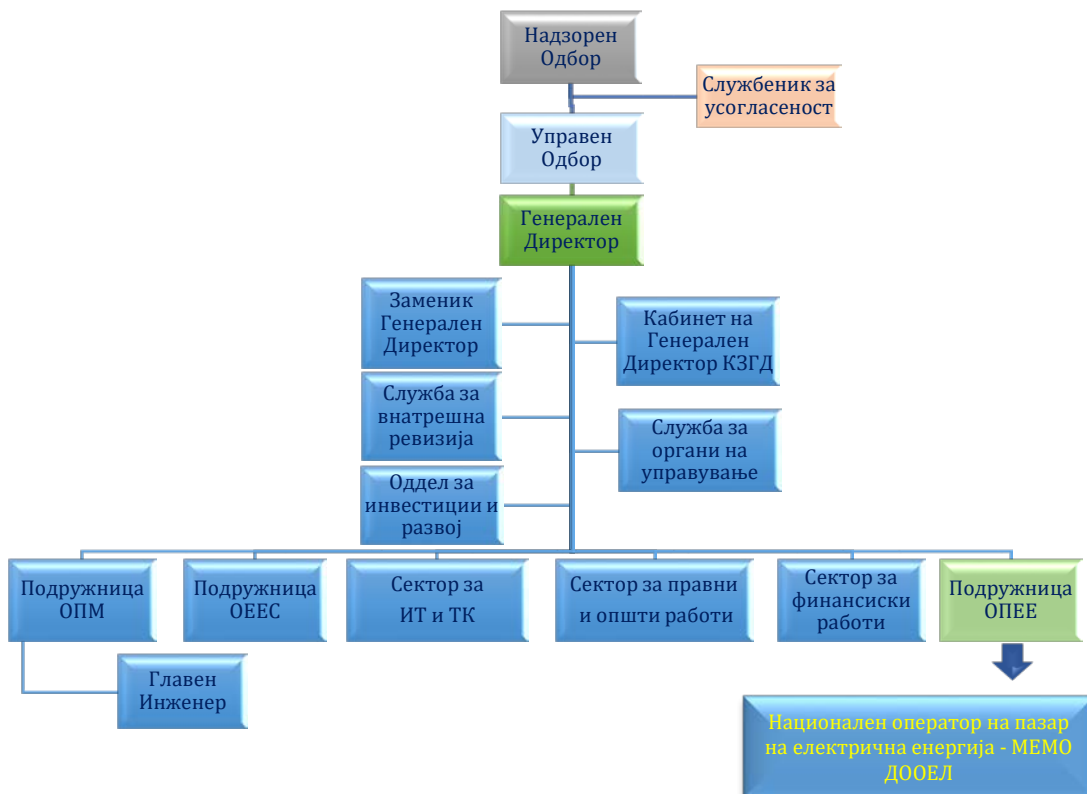 Надзорен
Одбор
Службеник за
усогласеност
Управен
Одбор
Генерален
Директор
Заменик
Генерален
Директор
Кабинет на
Генерален
Директор КЗГД
Служба за
внатрешна
ревизија
Служба за
органи на
управување
Оддел за
инвестиции и
развој
Подружница
ОПМ
Подружница
ОЕЕС
Сектор за
ИТ и ТК
Сектор за правни
и општи работи
Сектор за
финансиски
работи
Подружница
ОПЕЕ
Главен
Инженер
Национален оператор на пазар
на електрична енергија - МЕМО
ДООЕЛ